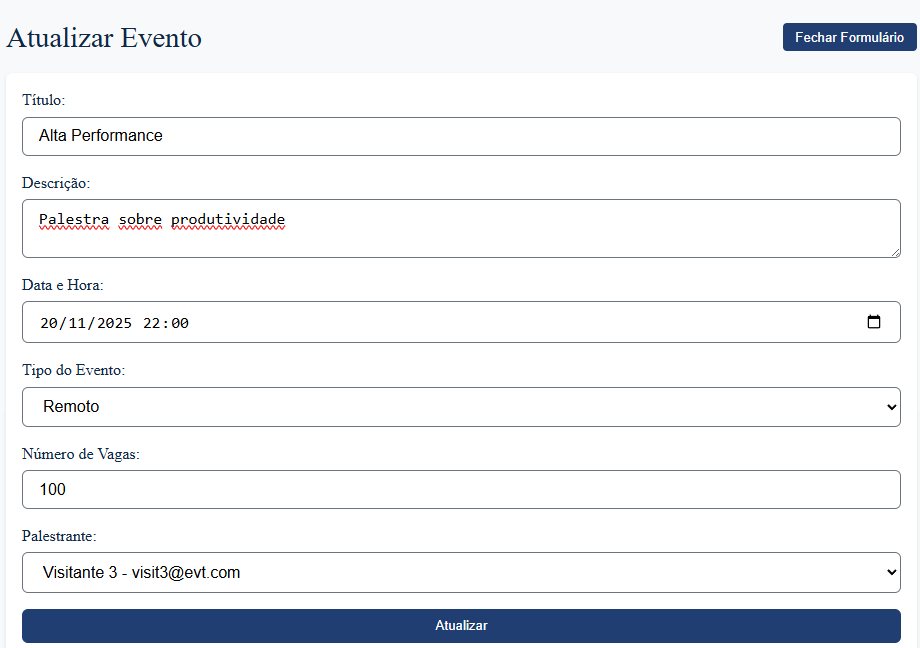 Atualizar Evento
Fechar Formulário
Título:
Alta Performance
Descrição:
Palestra sobre produtividade
Data e Hora:
20/11/2025 22:00
Tipo do Evento:
Remoto
Número de Vagas:
100
Palestrante:
Visitante 3 - visit3@evt.com
Atualizar